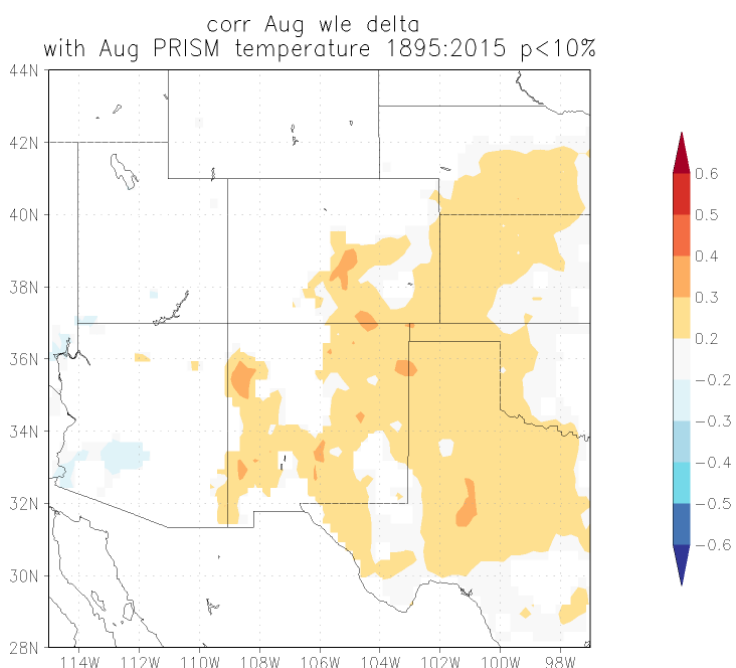 corr Aug wle delta
with Aug PRISM temperature 1895:2015 p<10%
44N
42N
40N
38N
36N
34N
32N
30N
28N
114W 112W 110W 108W 106W 104W 102W 100W 98W
0.6
0.5
0.4
0.3
0.2
−0.2
−0.3
−0.4
−0.5
−0.6